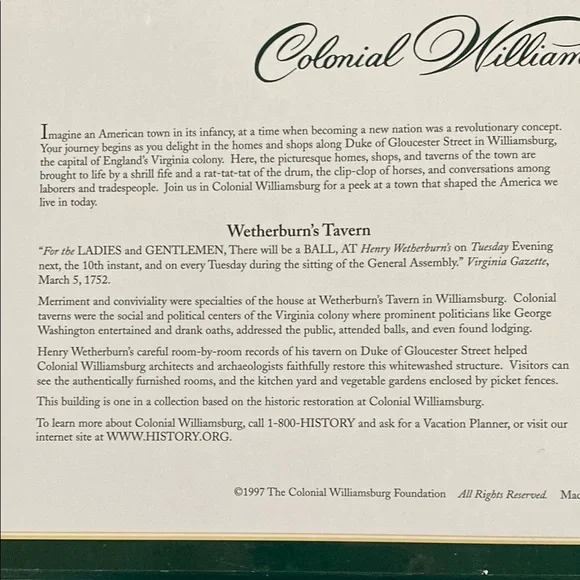 Colonial
Imagine an American town in its infancy, at a time when becoming a new nation was a revolutionary concept.
Your journey begins as you delight in the homes and shops along Duke of Gloucester Street in Williamsburg,
the capital of England's Virginia colony. Here, the picturesque homes, shops, and taverns of the town are
brought to life by a shrill fife and a rat-tat-tat of the drum, the clip-clop of horses, and conversations among
laborers and tradespeople. Join us in Colonial Williamsburg for a peek at a town that shaped the America we
live in today.
Wetherburn's Tavern
"For the LADIES and GENTLEMEN, There will be a BALL, AT Henry Wetherburn's on Tuesday Evening
next, the 10th instant, and on every Tuesday during the sitting of the General Assembly." Virginia Gazette,
March 5, 1752.
Merriment and conviviality were specialties of the house at Wetherburn's Tavern in Williamsburg. Colonial
taverns were the social and political centers of the Virginia colony where prominent politicians like George
Washington entertained and drank oaths, addressed the public, attended balls, and even found lodging.
Henry Wetherburn's careful room-by-room records of his tavern on Duke of Gloucester Street helped
Colonial Williamsburg architects and archaeologists faithfully restore this whitewashed structure. Visitors can
see the authentically furnished rooms, and the kitchen yard and vegetable gardens enclosed by picket fences.
This building is one in a collection based on the historic restoration at Colonial Williamsburg.
To learn more about Colonial Williamsburg, call 1-800-HISTORY and ask for a Vacation Planner, or visit our
internet site at WWW.HISTORY.ORG.
©1997 The Colonial Williamsburg Foundation All Rights Reserved.